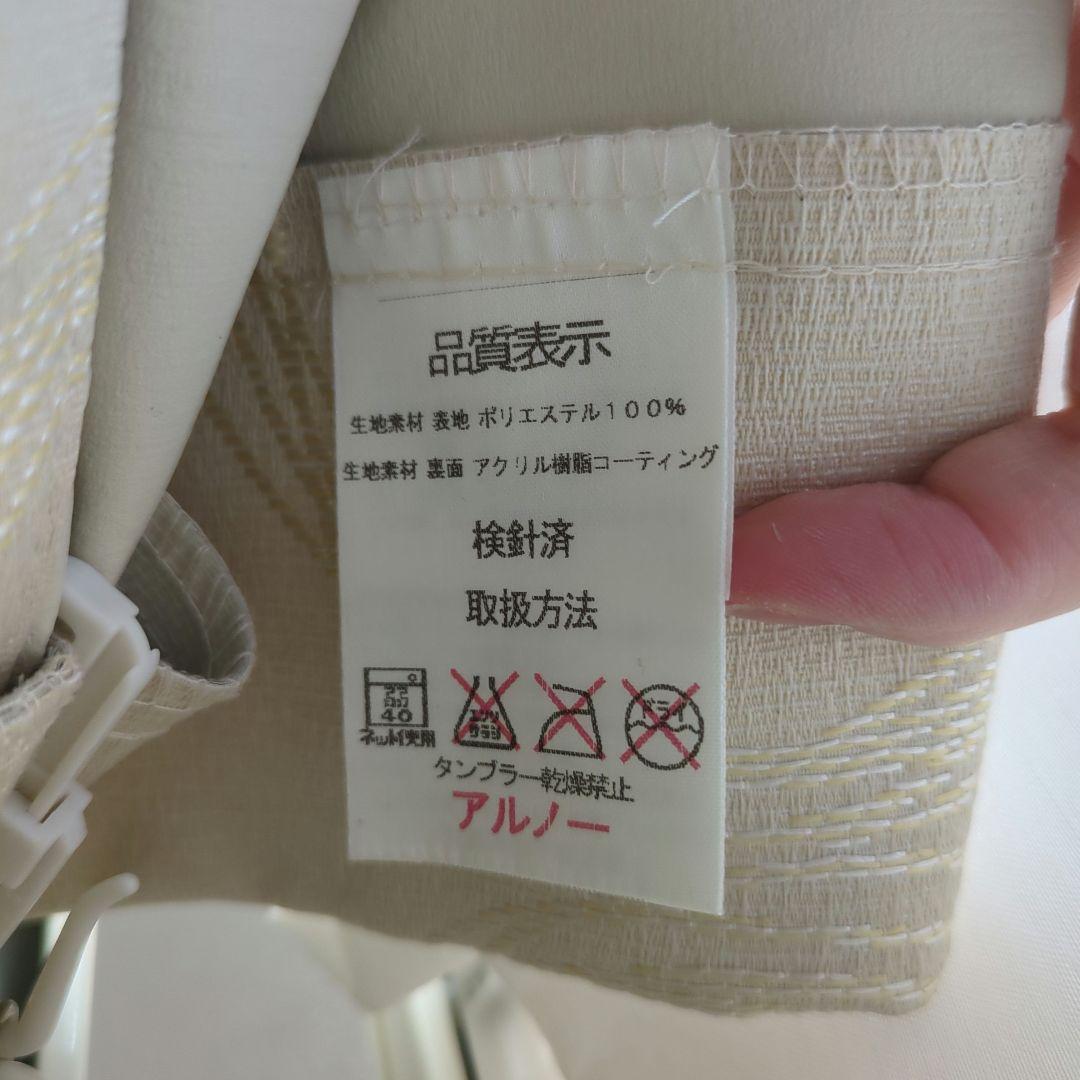 品質表示
生地素材 表地 ポリエステル100%
生地素材 裏面 アクリル樹脂コーティング
検針済
取扱方法
40
ネット使用
エンソ
サラシ
ドライ
タンブラー乾燥禁止
アルノー